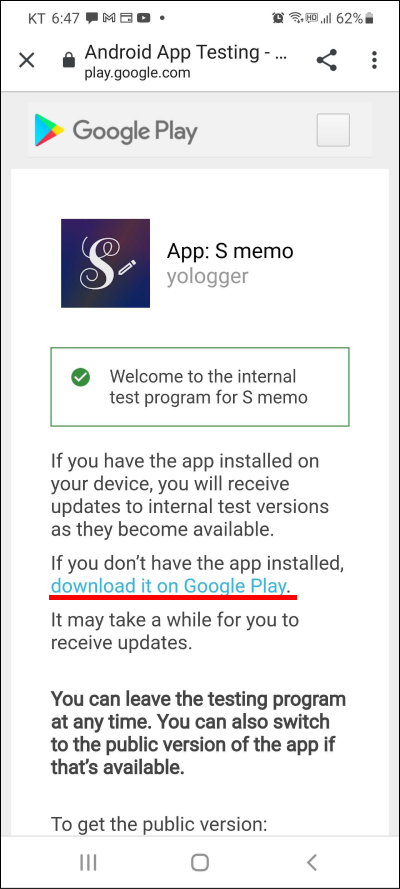 KT 6:47 62%
Android App Testing - ...
play.google.com
Google Play
S
App: S memo
yologger
Welcome to the internal
test program for S memo
If you have the app installed on
your device, you will receive
updates to internal test versions
as they become available.
If you don't have the app installed,
download it on Google Play.
It may take a while for you to
receive updates.
You can leave the testing program
at any time. You can also switch
to the public version of the app if
that's available.
To get the public version: